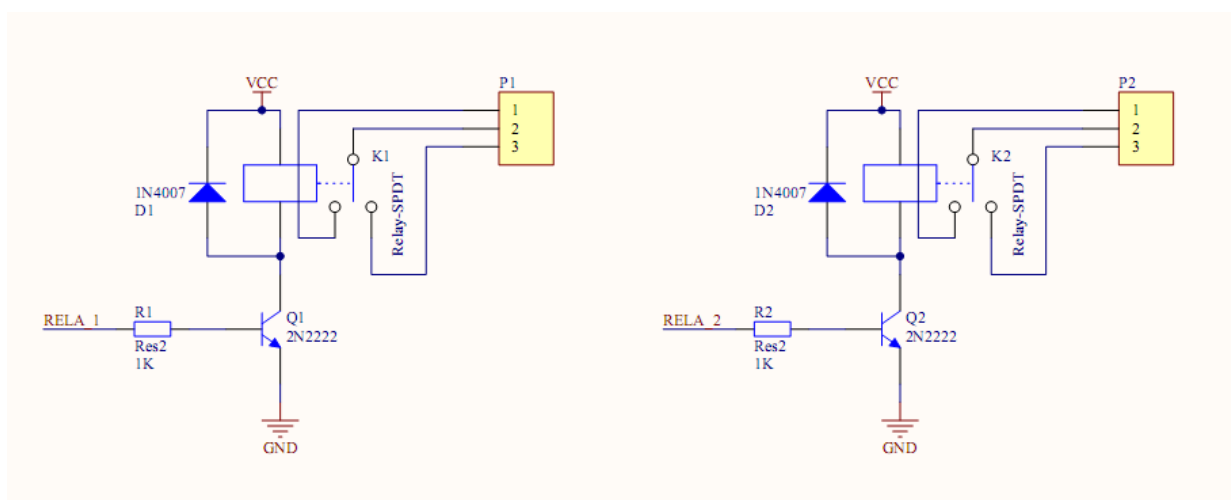 VCC
P1
1
2
3
K1
1N4007
D1
Relay-SPDT
RELA_1
R1
Res2
1K
Q1
2N2222
GND
VCC
P2
1
2
3
K2
1N4007
D2
Relay-SPDT
RELA_2
R2
Res2
1K
Q2
2N2222
GND